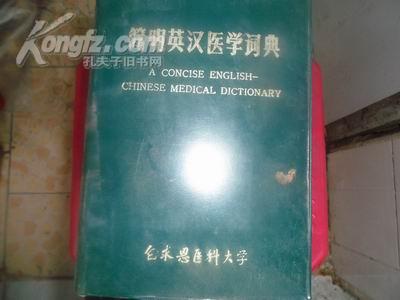 Kongfz.com
孔夫子旧书网
简明英汉医学词典
A CONCISE ENGLISH-
CHINESE MEDICAL DICTIONARY
白求恩医科大学